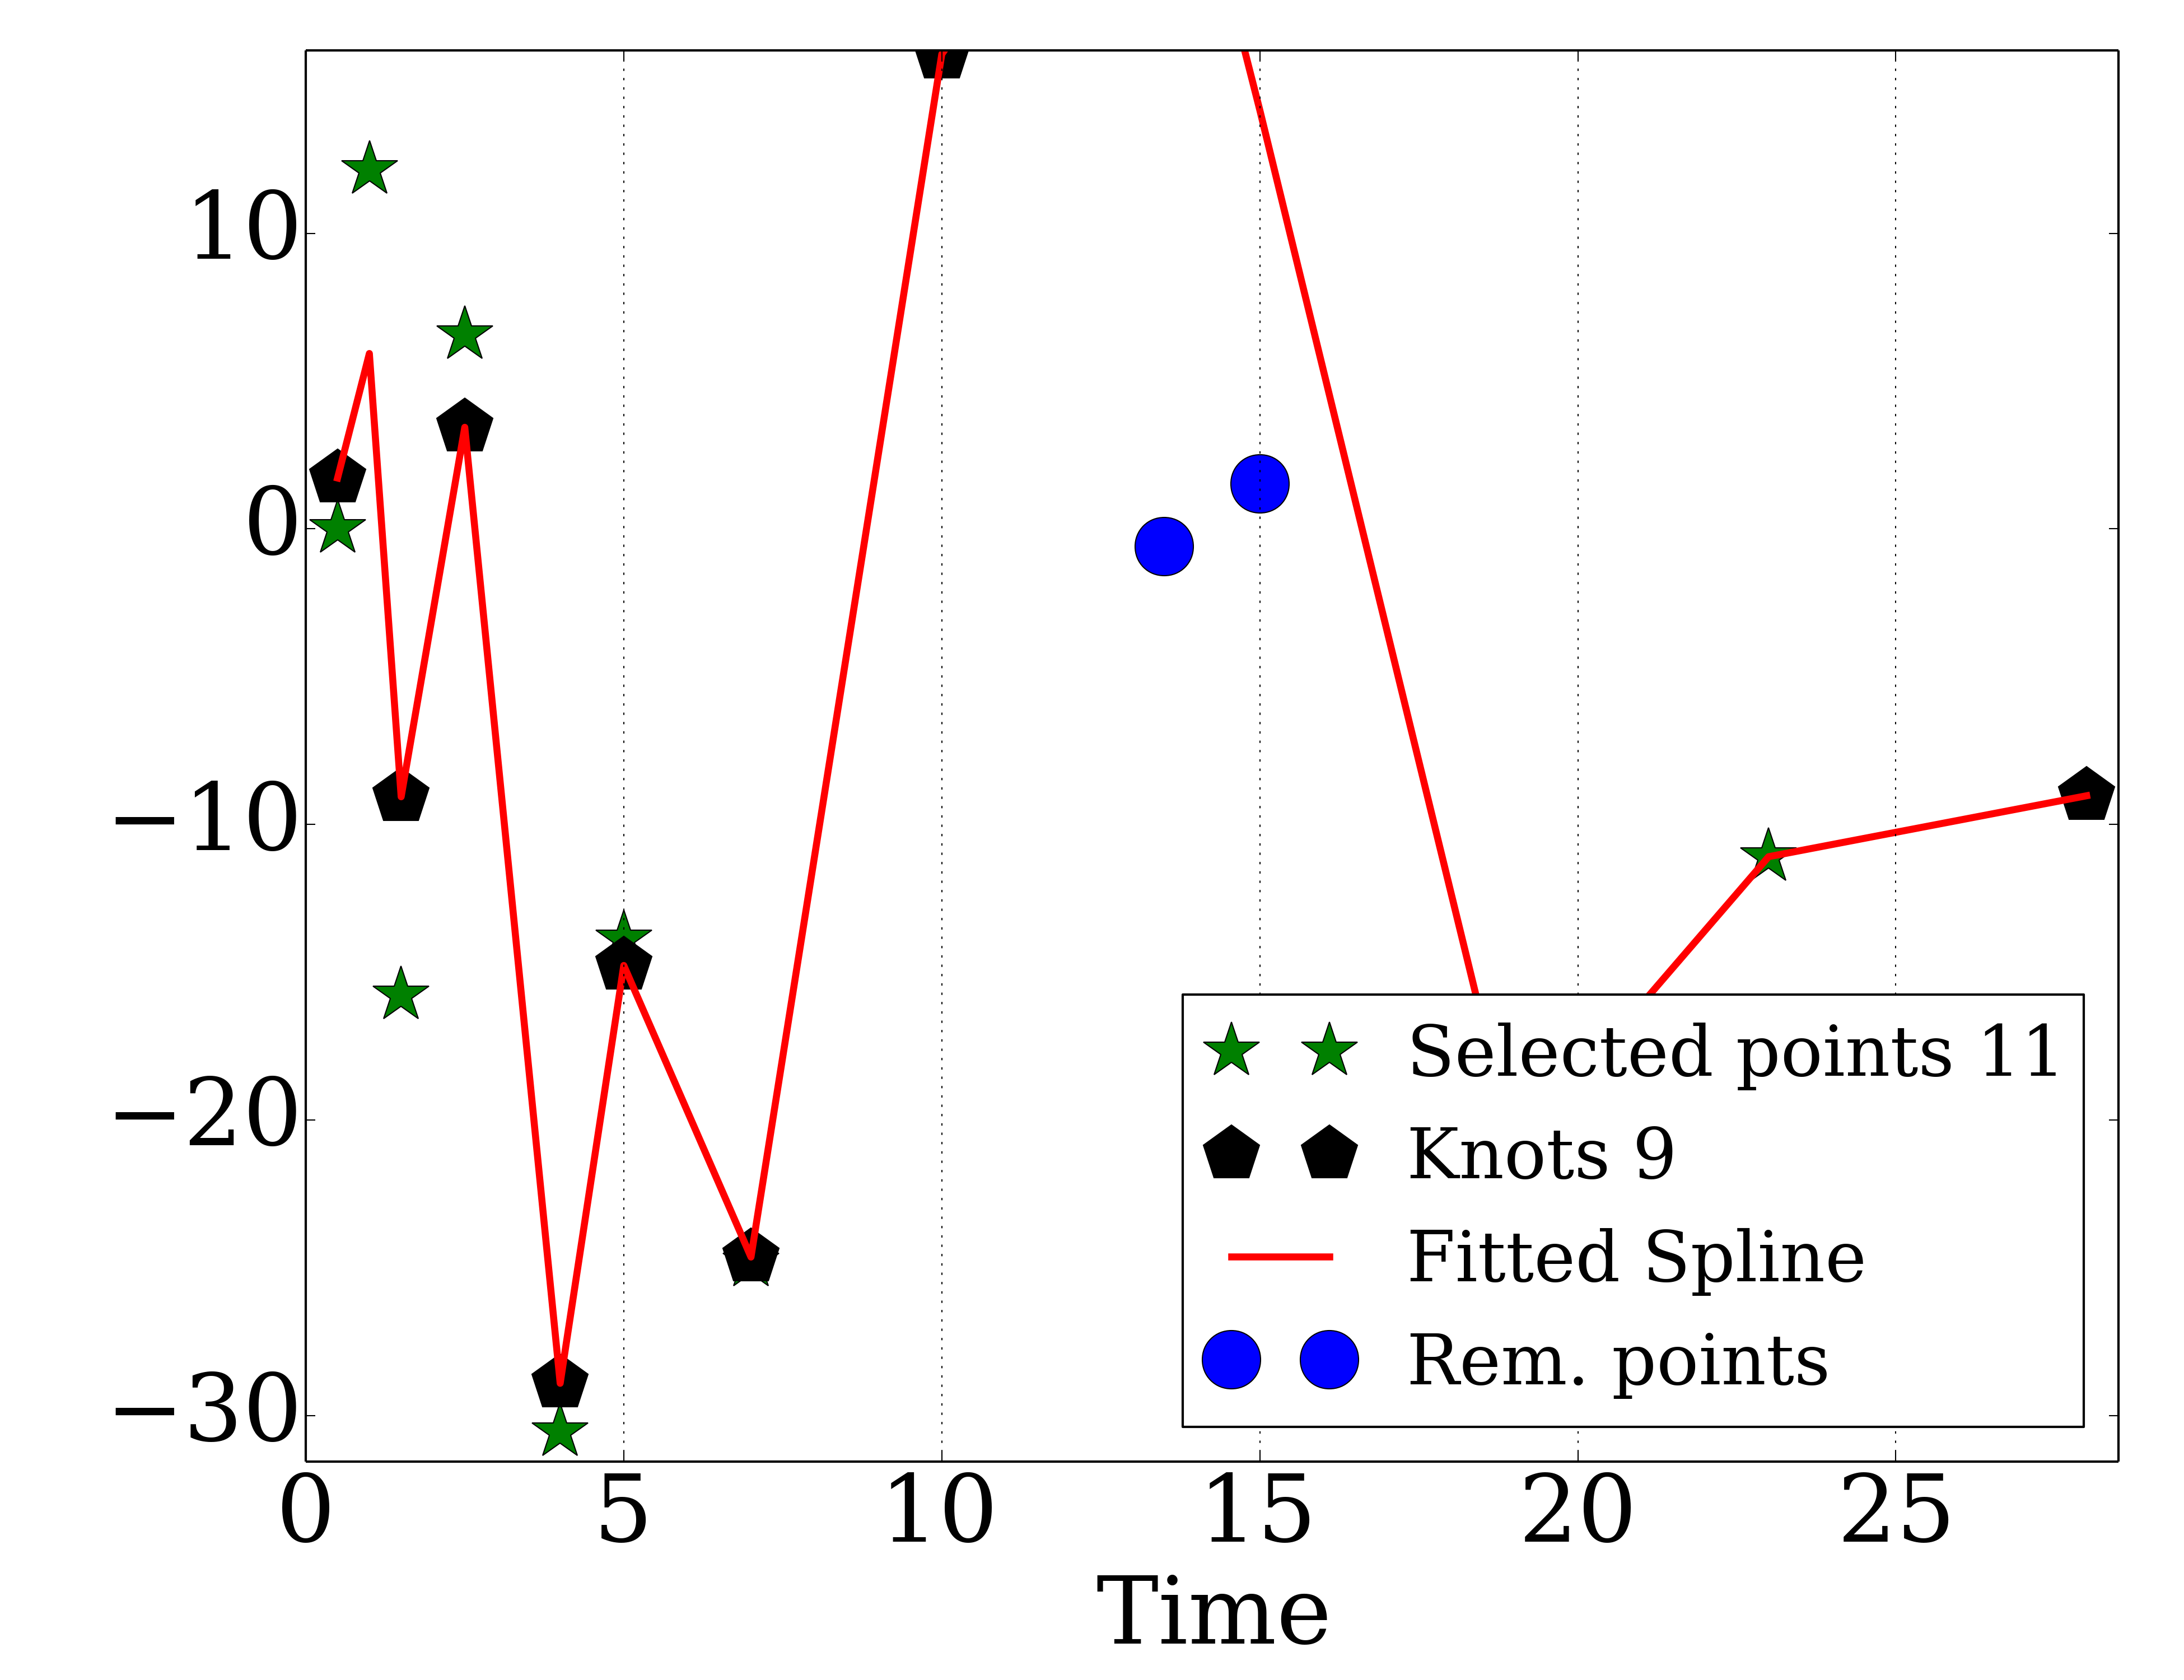 10
0
−10
−20
−30
0 5 10 15 20 25
Time
Selected points 11
Knots 9
Fitted Spline
Rem. points